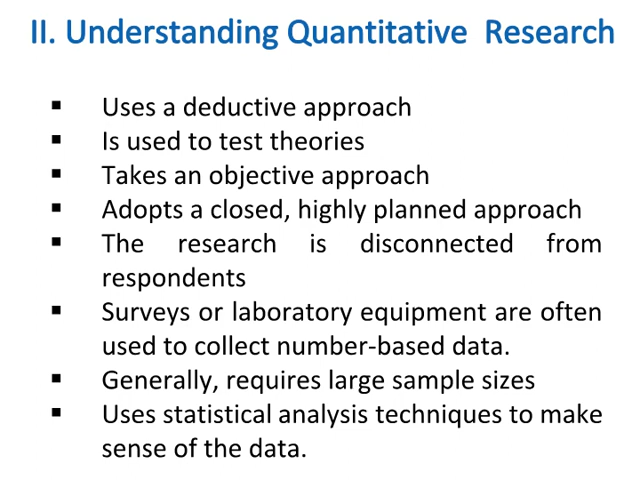 II. Understanding Quantitative Research
▪ Uses a deductive approach
▪ Is used to test theories
▪ Takes an objective approach
▪ Adopts a closed, highly planned approach
▪ The research is disconnected from
respondents
▪ Surveys or laboratory equipment are often
used to collect number-based data.
▪ Generally, requires large sample sizes
▪ Uses statistical analysis techniques to make
sense of the data.